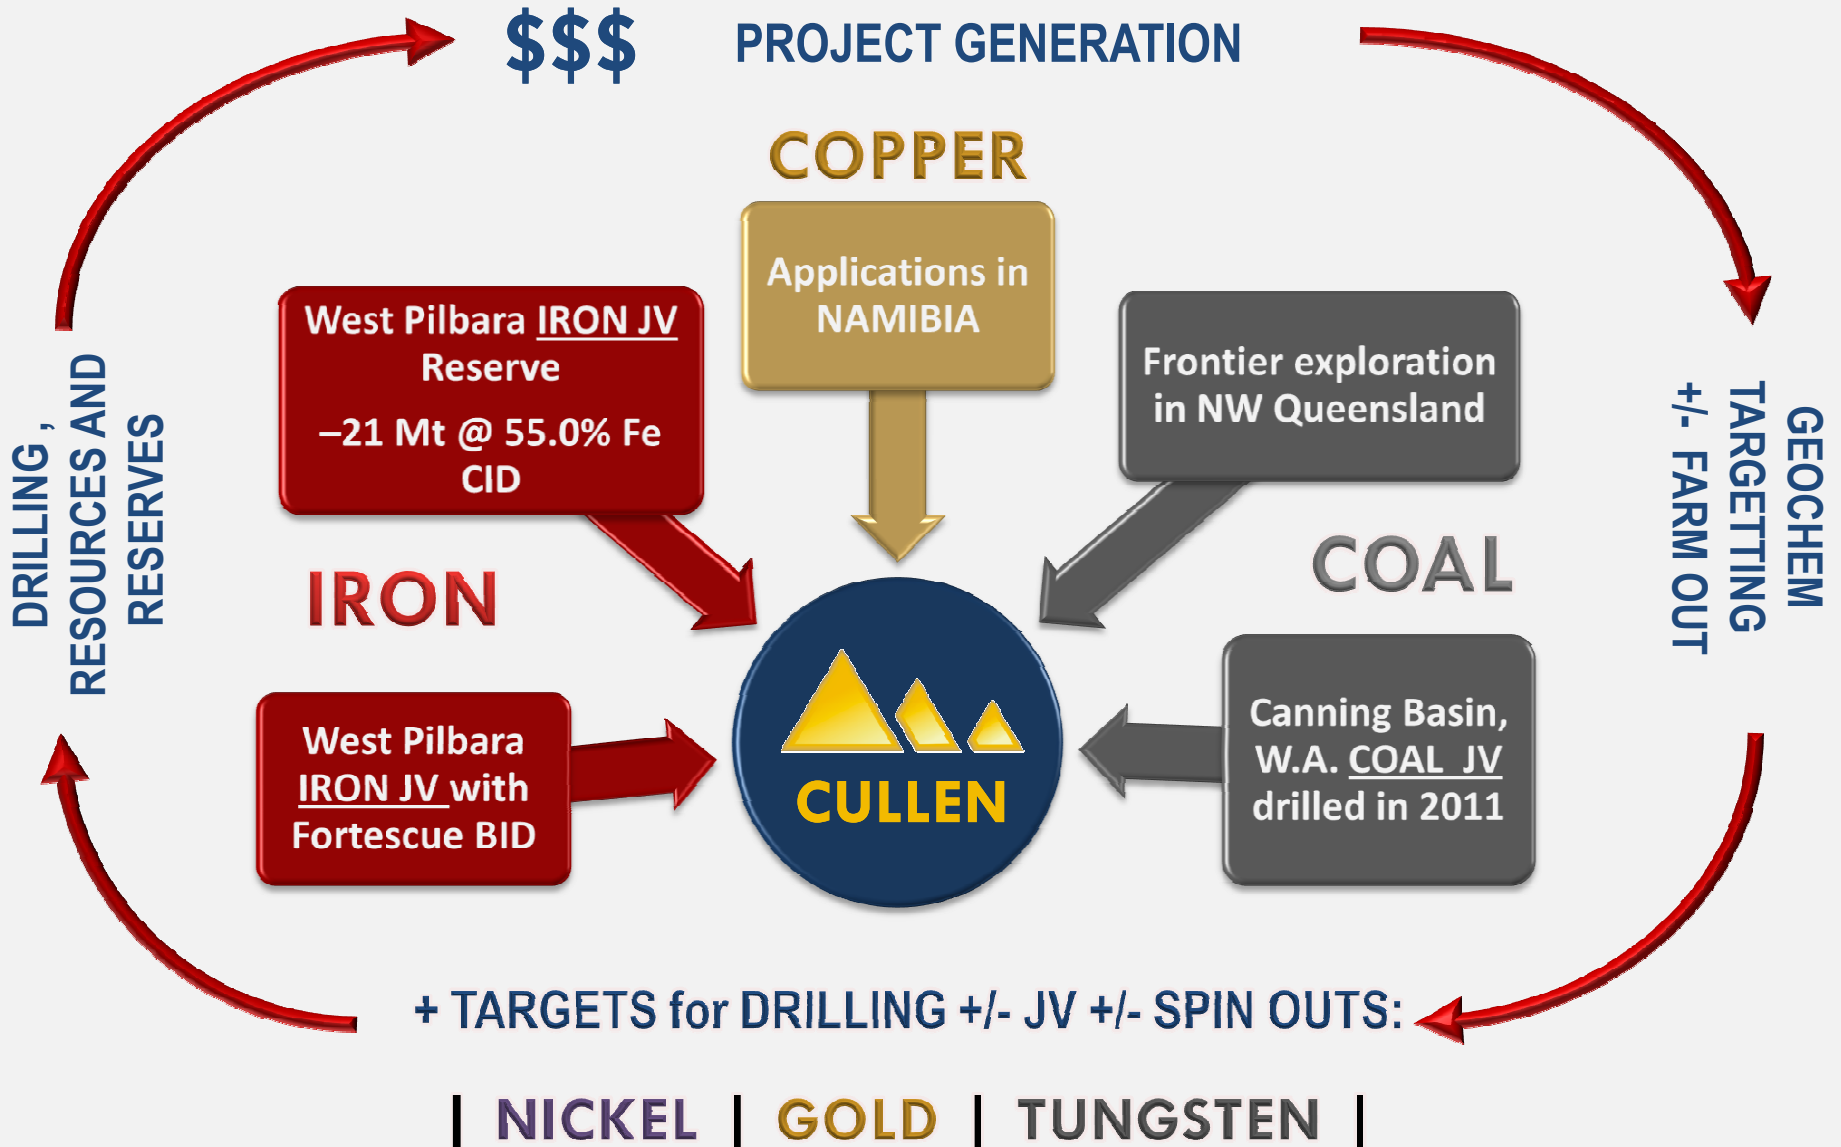 $$$ PROJECT GENERATION
COPPER
Applications in
NAMIBIA
West Pilbara IRON JV
Reserve
–21 Mt @ 55.0% Fe
CID
Frontier exploration
in NW Queensland
DRILLING ,
RESOURCES AND
RESERVES
GEOCHEM
TARGETTING
+/- FARM OUT
IRON
COAL
West Pilbara
IRON JV with
Fortescue BID
CULLEN
Canning Basin,
W.A. COAL JV
drilled in 2011
+ TARGETS for DRILLING +/- JV +/- SPIN OUTS:
| NICKEL | GOLD | TUNGSTEN |